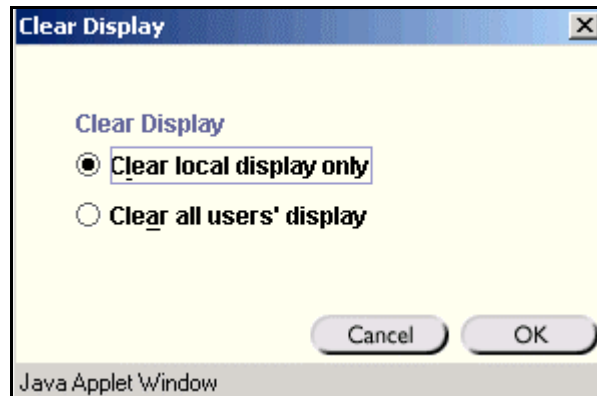 Clear Display
Clear Display
Clear local display only
Clear all users' display
Cancel OK
Java Applet Window